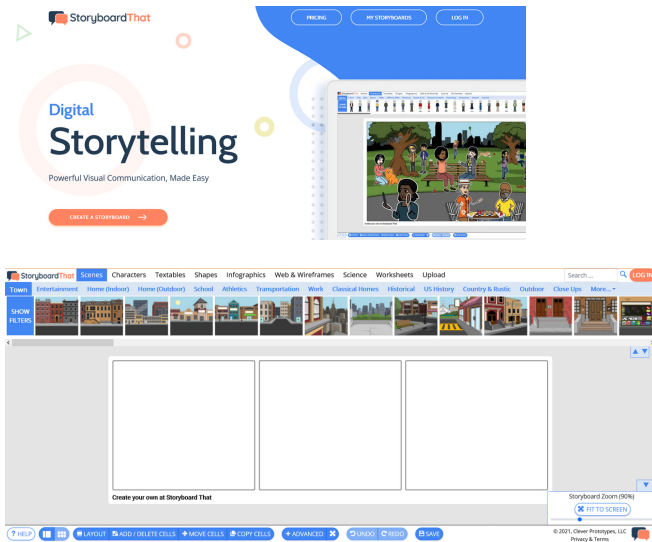 StoryboardThat
PRICING MY STORYBOARDS LOG IN
Digital
Storytelling
Powerful Visual Communication, Made Easy
CREATE A STORYBOARD
StoryboardThat Scenes Characters Textables Shapes Infographics Web & Wireframes Science Worksheets Upload Search ... LOG IN
Town Entertainment Home (Indoor) Home (Outdoor) School Athletics Transportation Work Classical Homes Historical US History Country & Rustic Outdoor Close Ups More...
SHOW
FILTERS
Create your own at Storyboard That
Storyboard Zoom (90%)
FIT TO SCREEN
? HELP LAYOUT ADD / DELETE CELLS MOVE CELLS COPY CELLS + ADVANCED UNDO REDO SAVE
© 2021, Clever Prototypes, LLC
Privacy & Terms